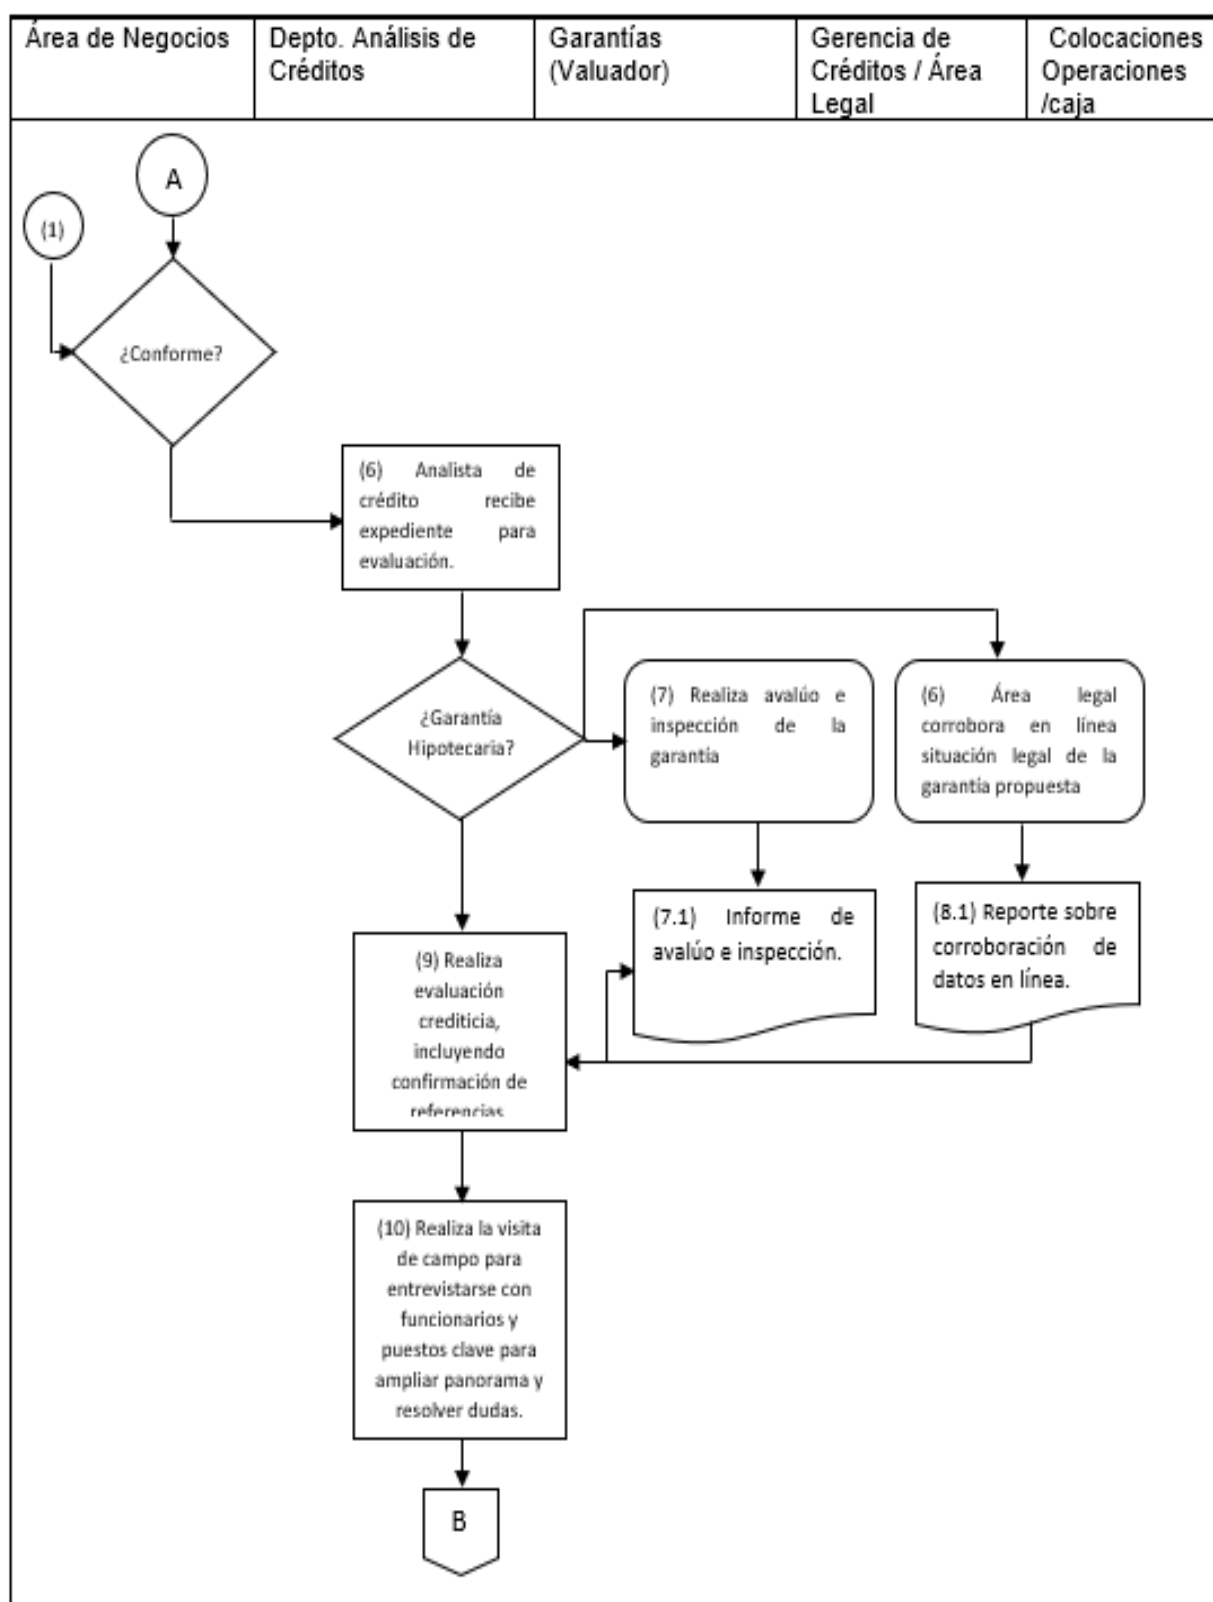 Área de Negocios
Depto. Análisis de
Créditos
Garantías
(Valuador)
Gerencia de
Créditos / Área
Legal
Colocaciones
Operaciones
/caja
A
(1)
¿Conforme?
(6) Analista de
crédito recibe
expediente para
evaluación.
¿Garantía
Hipotecaria?
(7) Realiza avalúo e
inspección de la
garantía
(6) Área legal
corrobora en línea
situación legal de la
garantía propuesta
(7.1) Informe de
avalúo e inspección.
(8.1) Reporte sobre
corroboración de
datos en línea.
(9) Realiza
evaluación
crediticia,
incluyendo
confirmación de
referencias
(10) Realiza la visita
de campo para
entrevistarse con
funcionarios y
puestos clave para
ampliar panorama y
resolver dudas.
B